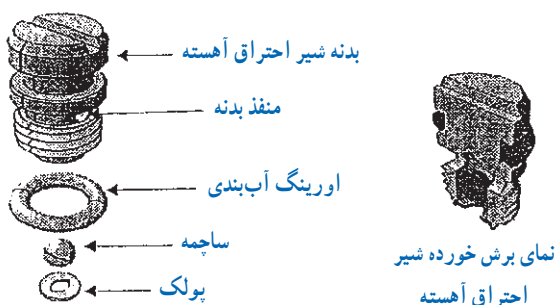 بدنه شیر احتراق آهسته
منفذ بدنه
اورینگ آب‌بندی
ساچمه
پولک
نمای برش خورده شیر
احتراق آهسته